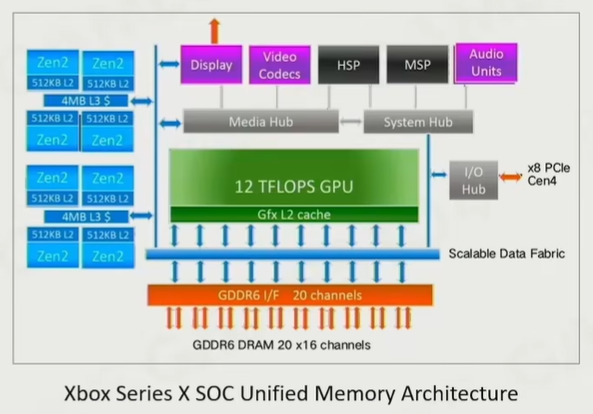 Zen2 Zen2
512KB L2 512KB L2
4MB L3 $
512KB L2 512KB L2
Zen2 Zen2
Zen2 Zen2
512KB L2 512KB L2
4MB L3 $
512KB L2 512KB L2
Zen2 Zen2
Display
Video
Codecs
HSP
MSP
Audio
Units
Media Hub
System Hub
12 TFLOPS GPU
Gfx L2 cache
I/O
Hub
x8 PCIe
Cen4
Scalable Data Fabric
GDDR6 I/F 20 channels
GDDR6 DRAM 20 x16 channels
Xbox Series X SOC Unified Memory Architecture